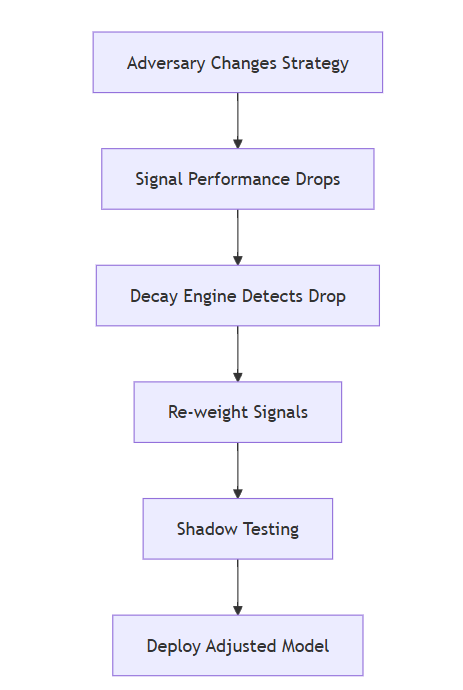 Adversary Changes Strategy
Signal Performance Drops
Decay Engine Detects Drop
Re-weight Signals
Shadow Testing
Deploy Adjusted Model